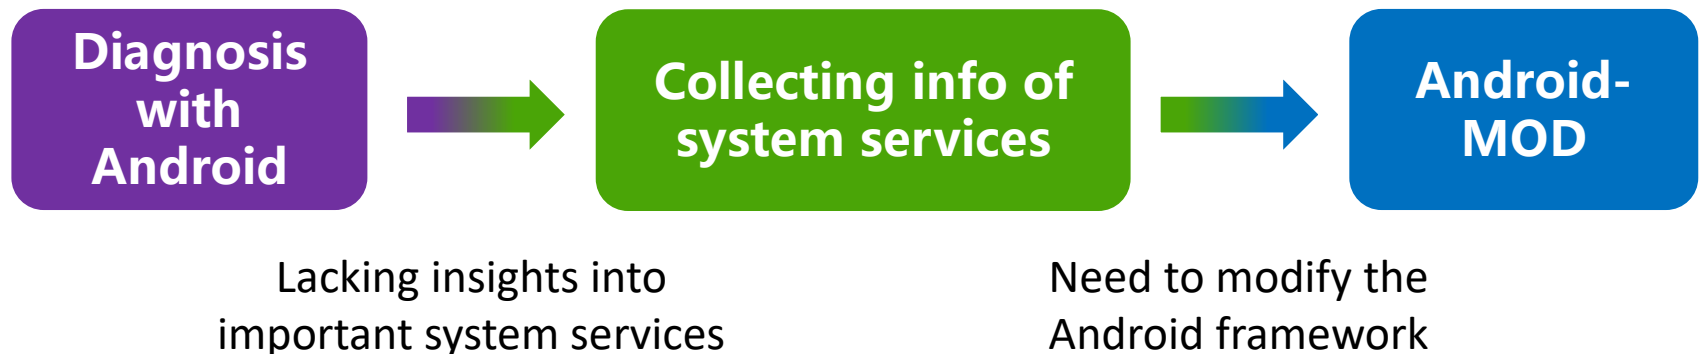 Diagnosis
with
Android
Collecting info of
system services
Android-
MOD
Lacking insights into
important system services
Need to modify the
Android framework